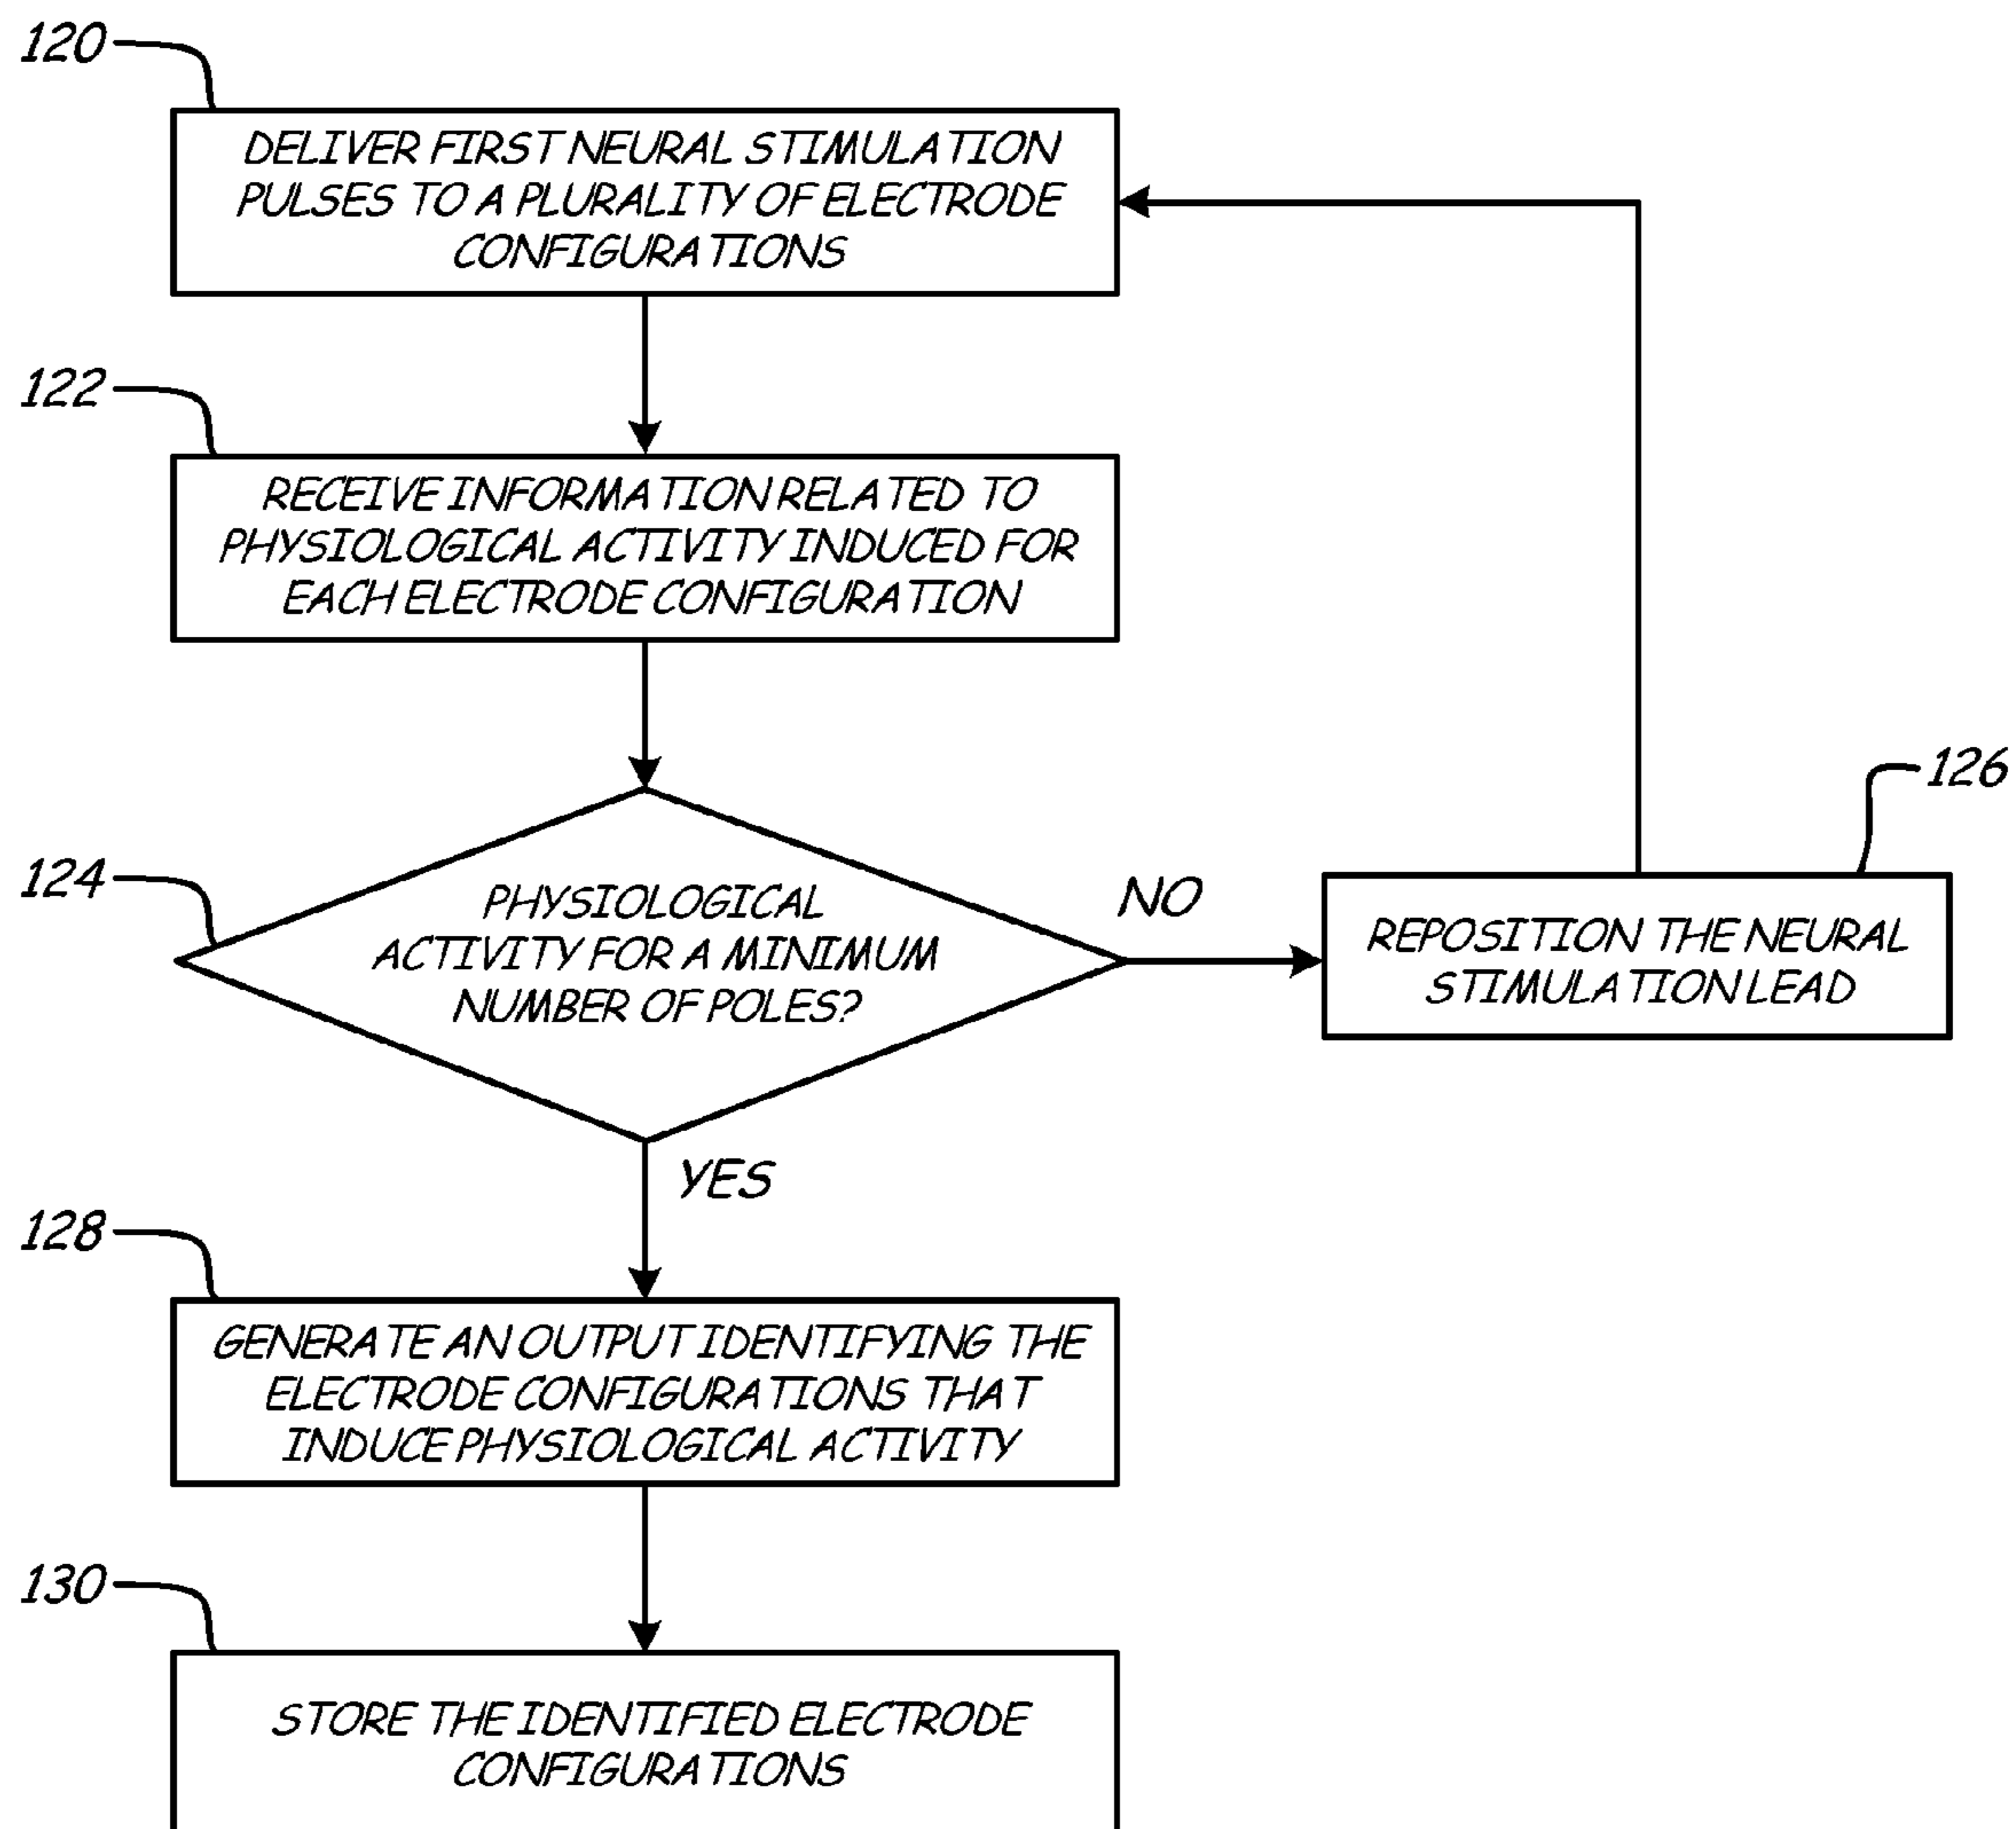 120
DELIVER FIRST NEURAL STIMULATION
PULSES TO A PLURALITY OF ELECTRODE
CONFIGURATIONS
122
RECEIVE INFORMATION RELATED TO
PHYSIOLOGICAL ACTIVITY INDUCED FOR
EACH ELECTRODE CONFIGURATION
124
PHYSIOLOGICAL
ACTIVITY FOR A MINIMUM
NUMBER OF POLES?
NO
126
REPOSITION THE NEURAL
STIMULATION LEAD
YES
128
GENERATE AN OUTPUT IDENTIFYING THE
ELECTRODE CONFIGURATIONS THAT
INDUCE PHYSIOLOGICAL ACTIVITY
130
STORE THE IDENTIFIED ELECTRODE
CONFIGURATIONS